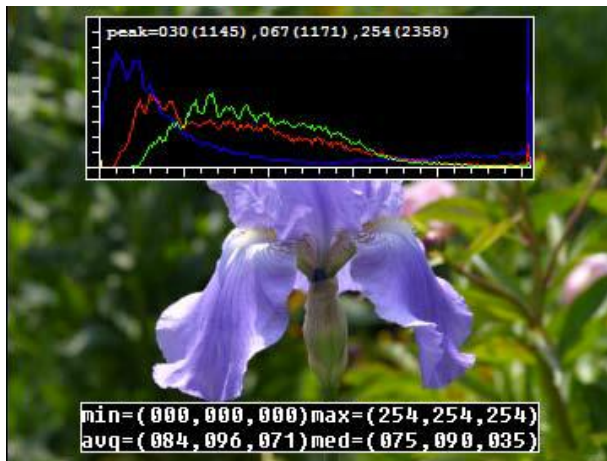 peak=030(1145),067(1171),254(2358)
min=(000,000,000)max=(254,254,254)
avg=(084,096,071)med=(075,090,035)